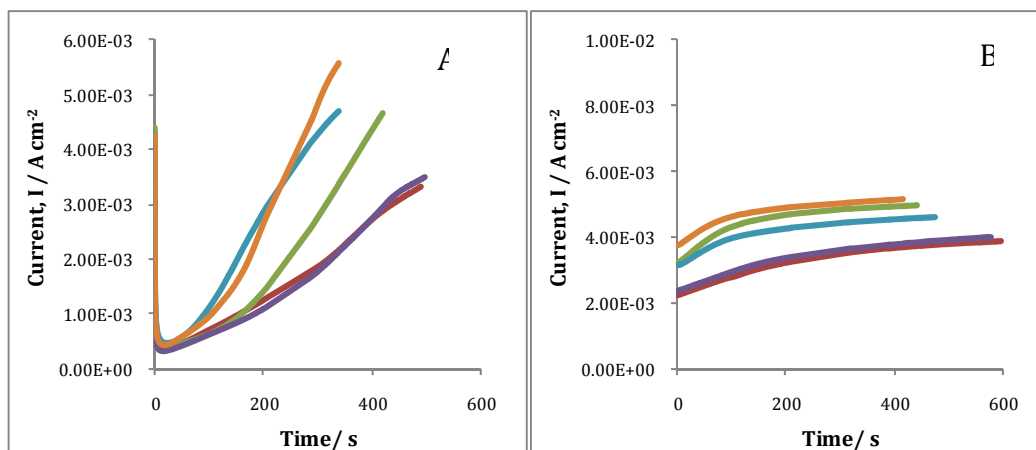 A
Current, I / A cm-2
6.00E-03
5.00E-03
4.00E-03
3.00E-03
2.00E-03
1.00E-03
0.00E+00
0 200 400 600
Time/ s
B
Current, I / A cm-2
1.00E-02
8.00E-03
6.00E-03
4.00E-03
2.00E-03
0.00E+00
0 200 400 600
Time/ s